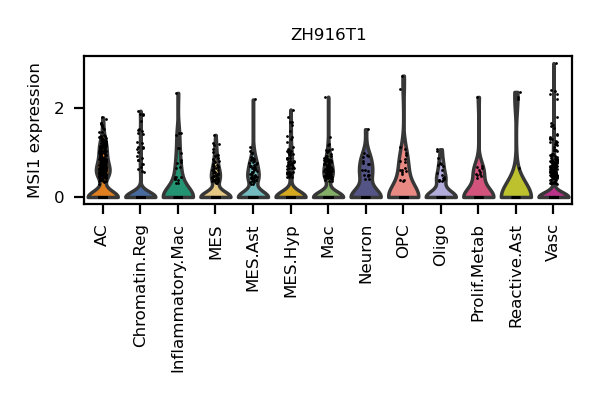 ZH916T1
MSI1 expression
2
0
AC
Chromatin.Reg
Inflammatory.Mac
MES
MES.Ast
MES.Hyp
Mac
Neuron
OPC
Oligo
Prolif.Metab
Reactive.Ast
Vasc